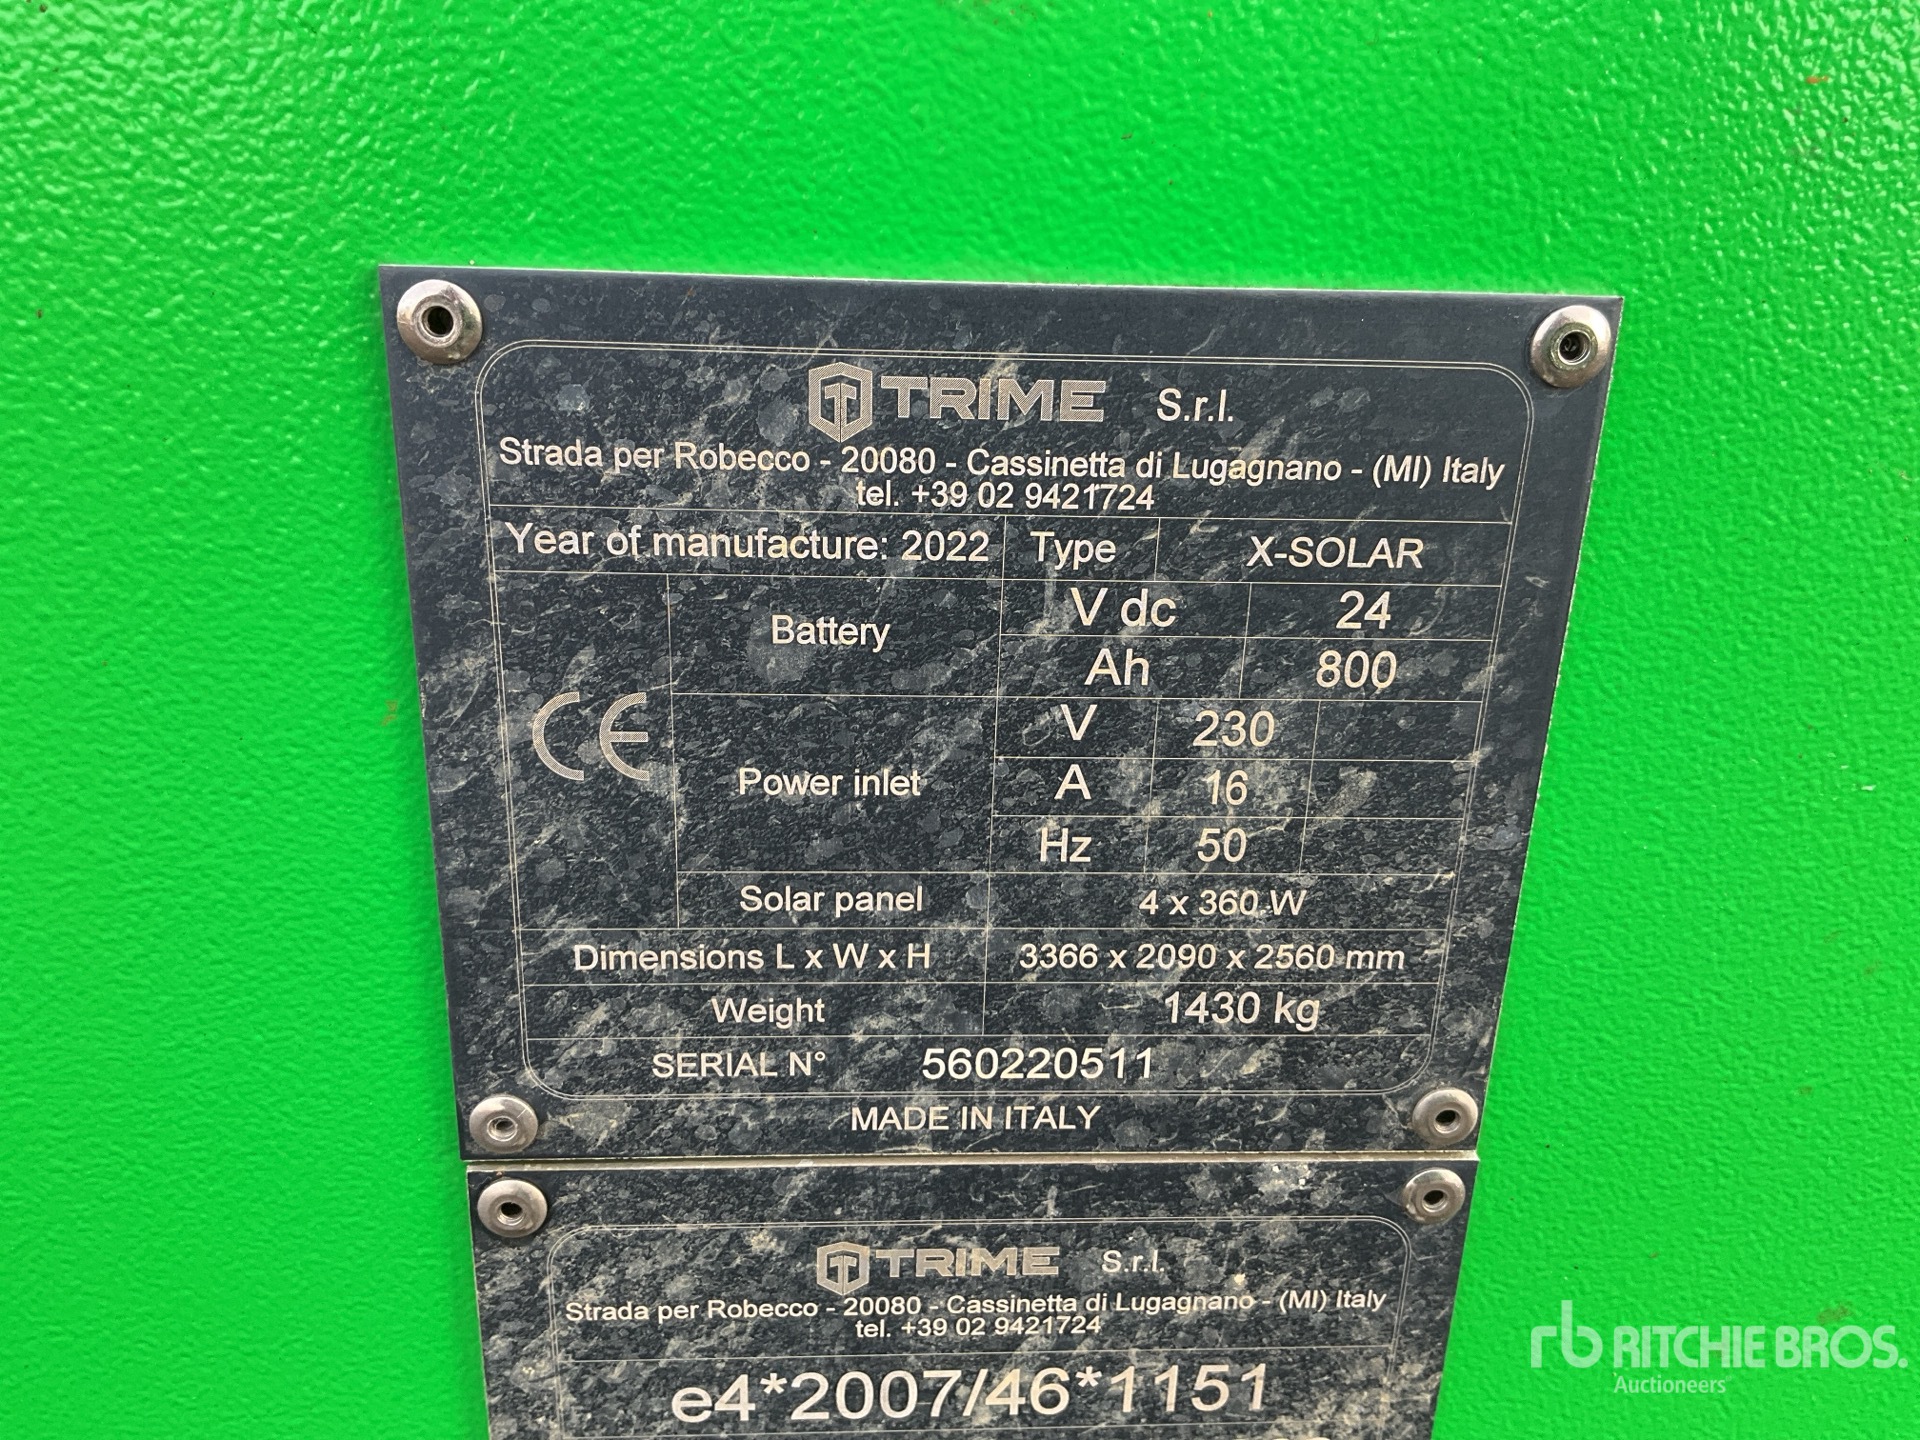 TRIME S.r.l.
Strada per Robecco - 20080 - Cassinetta di Lugagnano - (MI) Italy
tel. +39 02 9421724
Year of manufacture: 2022 Type X-SOLAR
Battery V dc 24
Ah 800
CE
Power inlet V 230
A 16
Hz 50
Solar panel 4 x 360 W
Dimensions L x W x H 3366 x 2090 x 2560 mm
Weight 1430 kg
SERIAL N° 560220511
MADE IN ITALY
TRIME S.r.l.
Strada per Robecco - 20080 - Cassinetta di Lugagnano - (MI) Italy
tel. +39 02 9421724
e4*2007/46*1151
rb RITCHIE BROS.
Auctioneers